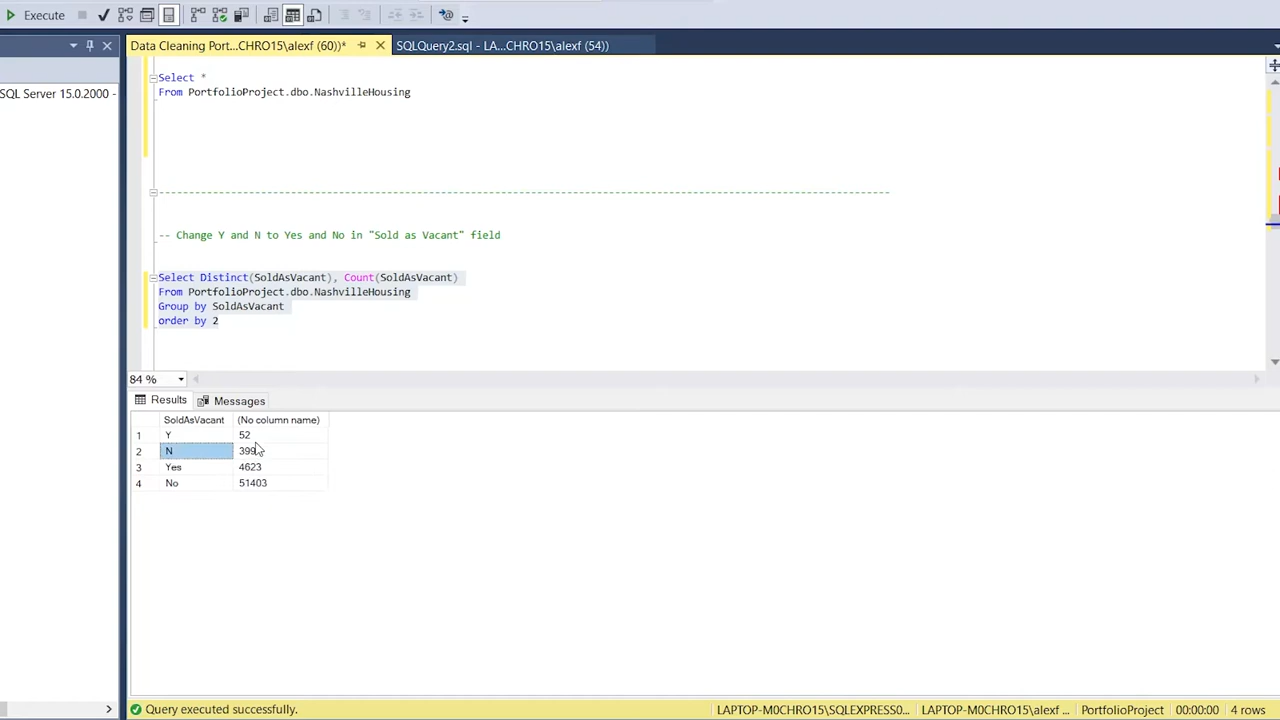 Execute
Data Cleaning Port...CHRO15\alexf (60))*
SQLQuery2.sql - LA...CHRO15\alexf (54))
SQL Server 15.0.2000 -
Select *
From PortfolioProject.dbo.NashvilleHousing
--------------------------------------------------------------------------------------------------------------------------
-- Change Y and N to Yes and No in "Sold as Vacant" field
Select Distinct(SoldAsVacant), Count(SoldAsVacant)
From PortfolioProject.dbo.NashvilleHousing
Group by SoldAsVacant
order by 2
84 %
Results Messages
SoldAsVacant (No column name)
1 Y 52
2 N 399
3 Yes 4623
4 No 51403
Query executed successfully. LAPTOP-M0CHRO15\SQLEXPRESS0... LAPTOP-M0CHRO15\alexf ... PortfolioProject 00:00:00 4 rows